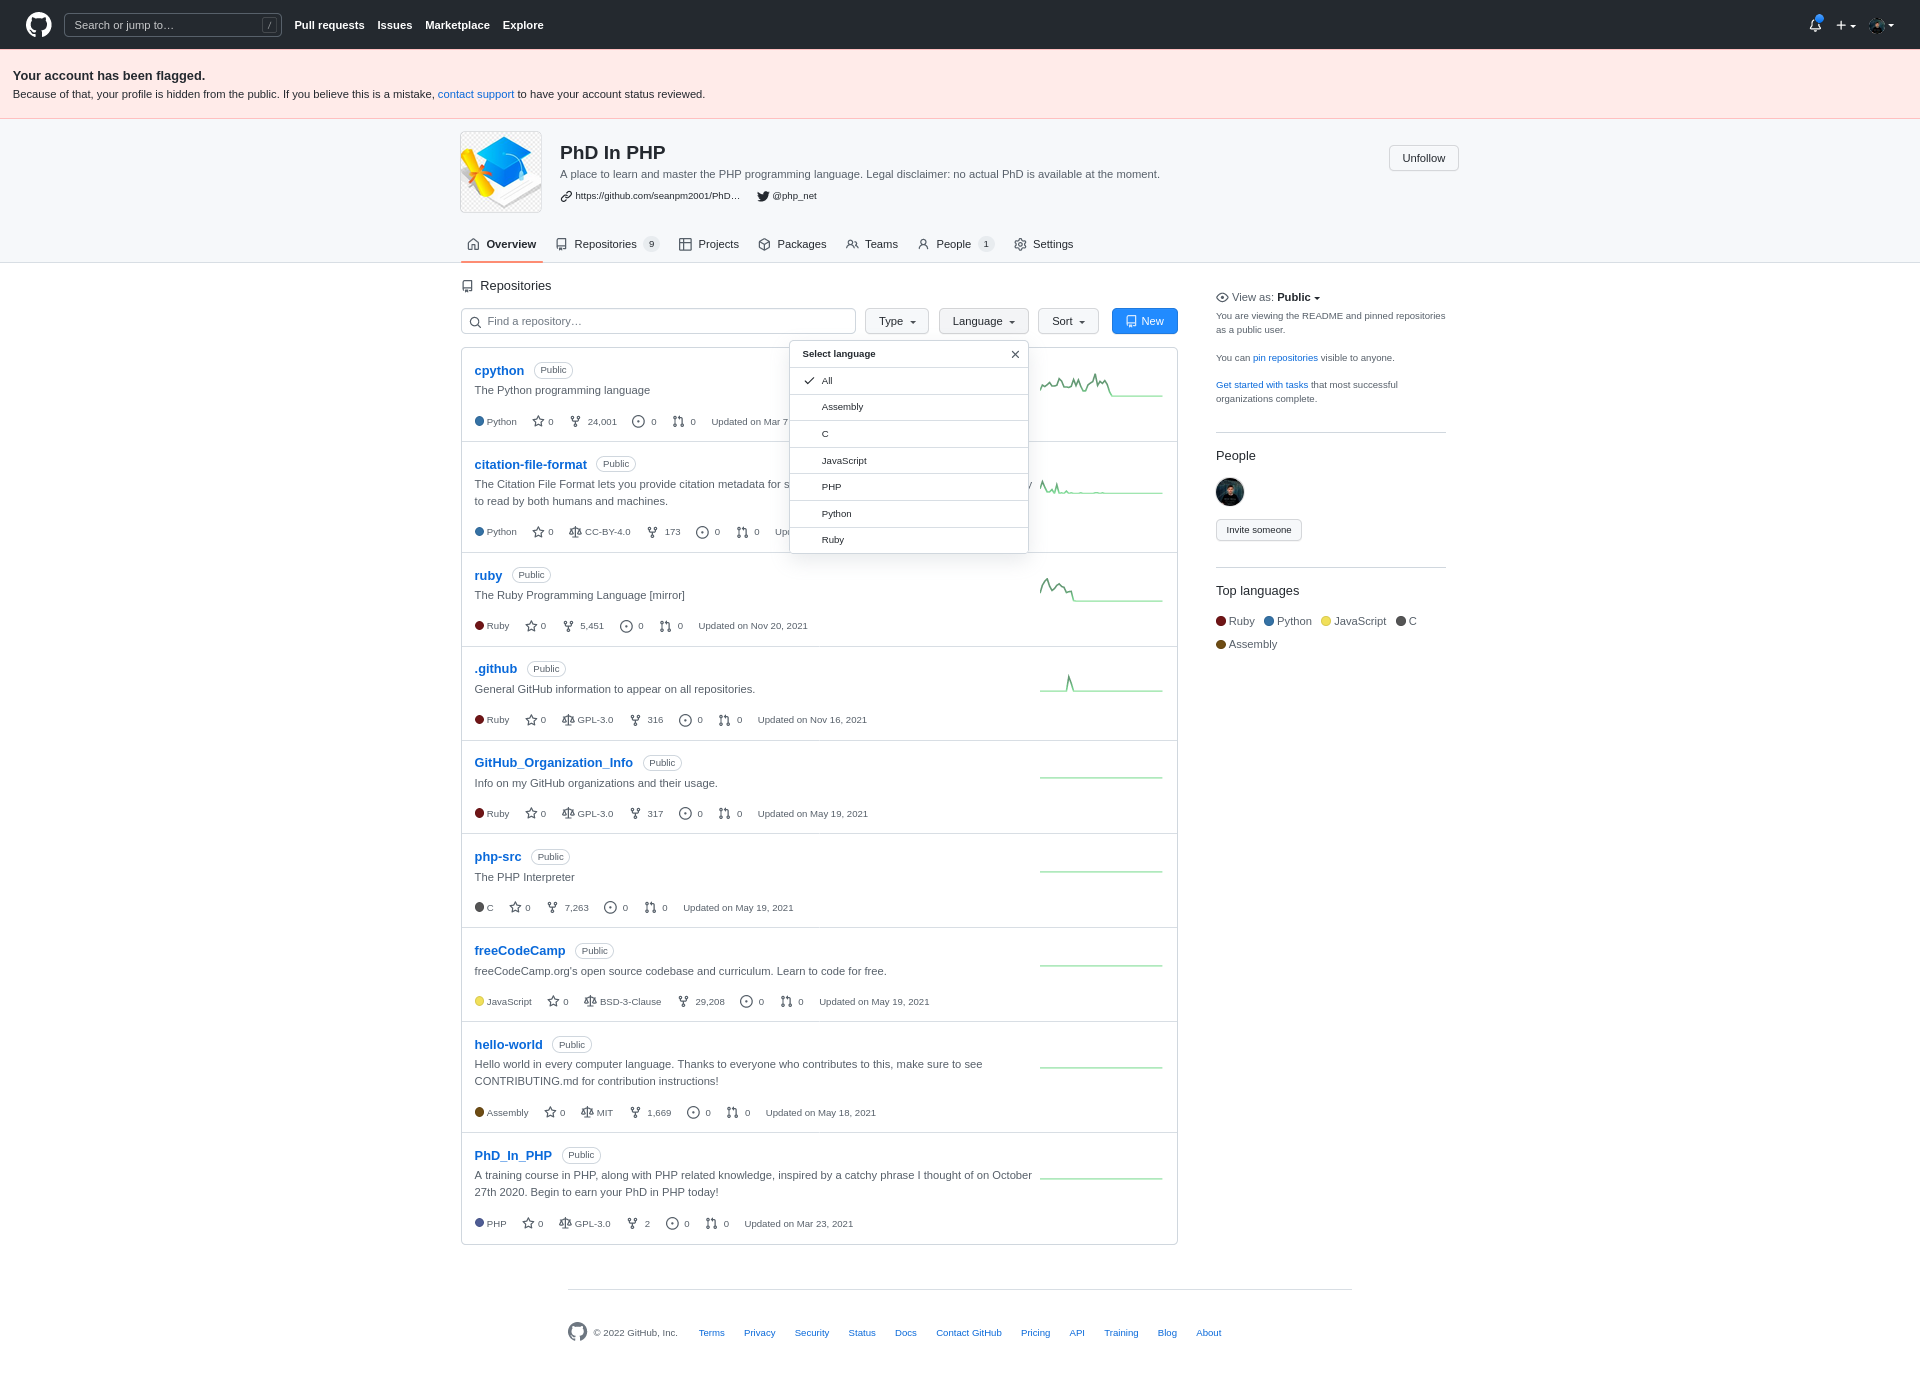 Search or jump to…
/
Pull requests Issues Marketplace Explore
Your account has been flagged.
Because of that, your profile is hidden from the public. If you believe this is a mistake, contact support to have your account status reviewed.
PhD In PHP
A place to learn and master the PHP programming language. Legal disclaimer: no actual PhD is available at the moment.
https://github.com/seanpm2001/PhD… @php_net
Unfollow
Overview Repositories 9 Projects Packages Teams People 1 Settings
Repositories
Find a repository…
Type Language Sort New
Select language
All
Assembly
C
JavaScript
PHP
Python
Ruby
cpython Public
The Python programming language
Python 0 24,001 0 0 Updated on Mar 7
citation-file-format Public
The Citation File Format lets you provide citation metadata for s
y
to read by both humans and machines.
Python 0 CC-BY-4.0 173 0 0
ruby Public
The Ruby Programming Language [mirror]
Ruby 0 5,451 0 0 Updated on Nov 20, 2021
.github Public
General GitHub information to appear on all repositories.
Ruby 0 GPL-3.0 316 0 0 Updated on Nov 16, 2021
GitHub_Organization_Info Public
Info on my GitHub organizations and their usage.
Ruby 0 GPL-3.0 317 0 0 Updated on May 19, 2021
php-src Public
The PHP Interpreter
C 0 7,263 0 0 Updated on May 19, 2021
freeCodeCamp Public
freeCodeCamp.org's open source codebase and curriculum. Learn to code for free.
JavaScript 0 BSD-3-Clause 29,208 0 0 Updated on May 19, 2021
hello-world Public
Hello world in every computer language. Thanks to everyone who contributes to this, make sure to see
CONTRIBUTING.md for contribution instructions!
Assembly 0 MIT 1,669 0 0 Updated on May 18, 2021
PhD_In_PHP Public
A training course in PHP, along with PHP related knowledge, inspired by a catchy phrase I thought of on October
27th 2020. Begin to earn your PhD in PHP today!
PHP 0 GPL-3.0 2 0 0 Updated on Mar 23, 2021
View as: Public
You are viewing the README and pinned repositories
as a public user.
You can pin repositories visible to anyone.
Get started with tasks that most successful
organizations complete.
People
Invite someone
Top languages
Ruby Python JavaScript C
Assembly
© 2022 GitHub, Inc. Terms Privacy Security Status Docs Contact GitHub Pricing API Training Blog About